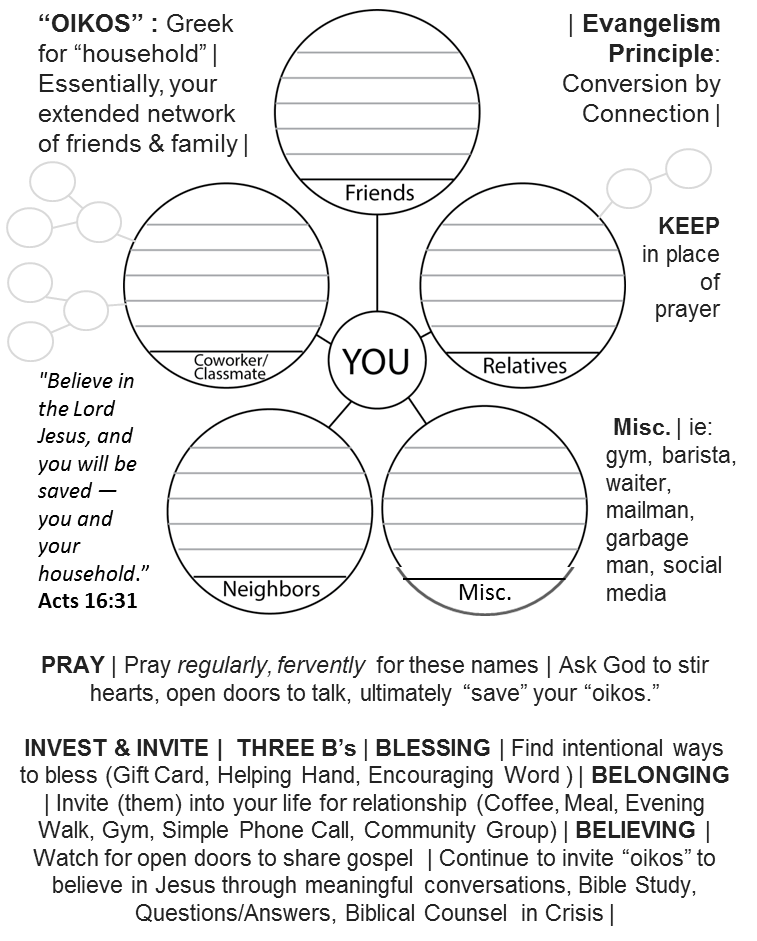 “OIKOS” : Greek
for “household” |
Essentially, your
extended network
of friends & family |
| Evangelism
Principle:
Conversion by
Connection |
Friends
KEEP
in place
of
prayer
Coworker/
Classmate
YOU
Relatives
"Believe in
the Lord
Jesus, and
you will be
saved —
you and
your
household.”
Acts 16:31
Misc. | ie:
gym, barista,
waiter,
mailman,
garbage
man, social
media
Neighbors
Misc.
PRAY | Pray regularly, fervently for these names | Ask God to stir
hearts, open doors to talk, ultimately “save” your “oikos.”
INVEST & INVITE | THREE B’s | BLESSING | Find intentional ways
to bless (Gift Card, Helping Hand, Encouraging Word ) | BELONGING
| Invite (them) into your life for relationship (Coffee, Meal, Evening
Walk, Gym, Simple Phone Call, Community Group) | BELIEVING |
Watch for open doors to share gospel | Continue to invite “oikos” to
believe in Jesus through meaningful conversations, Bible Study,
Questions/Answers, Biblical Counsel in Crisis |